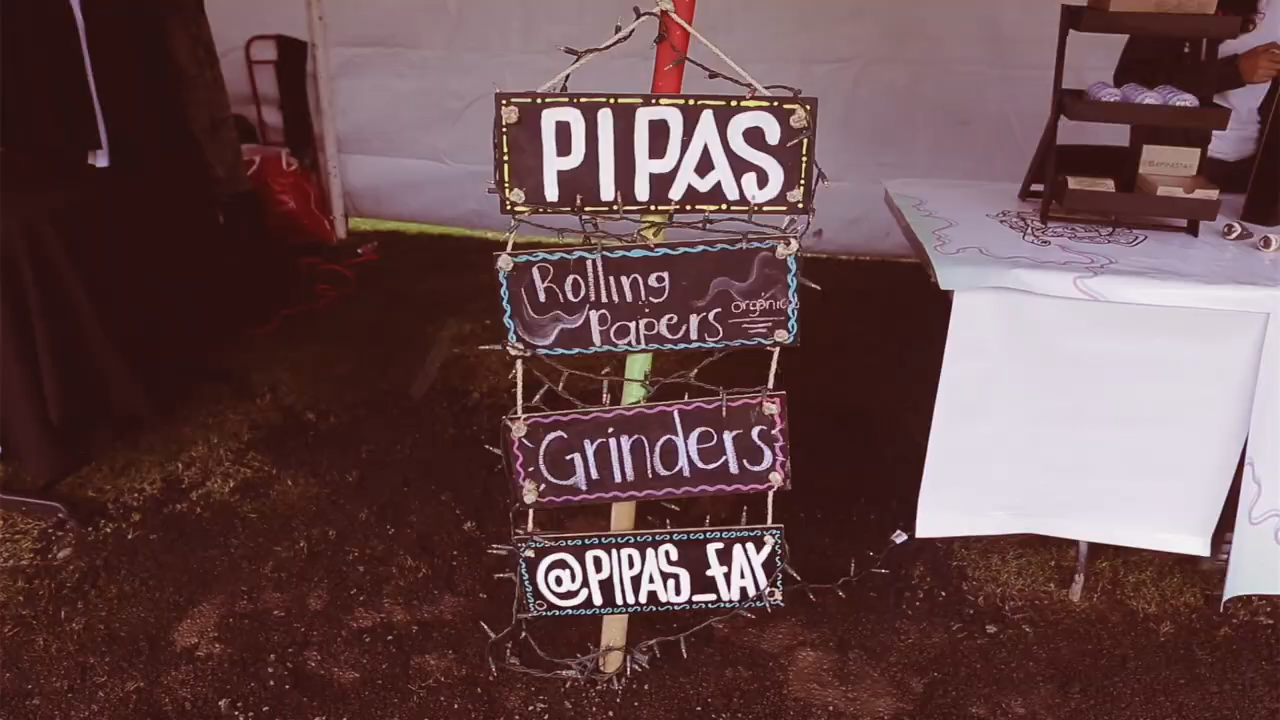 PIPAS
Rolling
Papers
organic
Grinders
@PIPAS_FAY